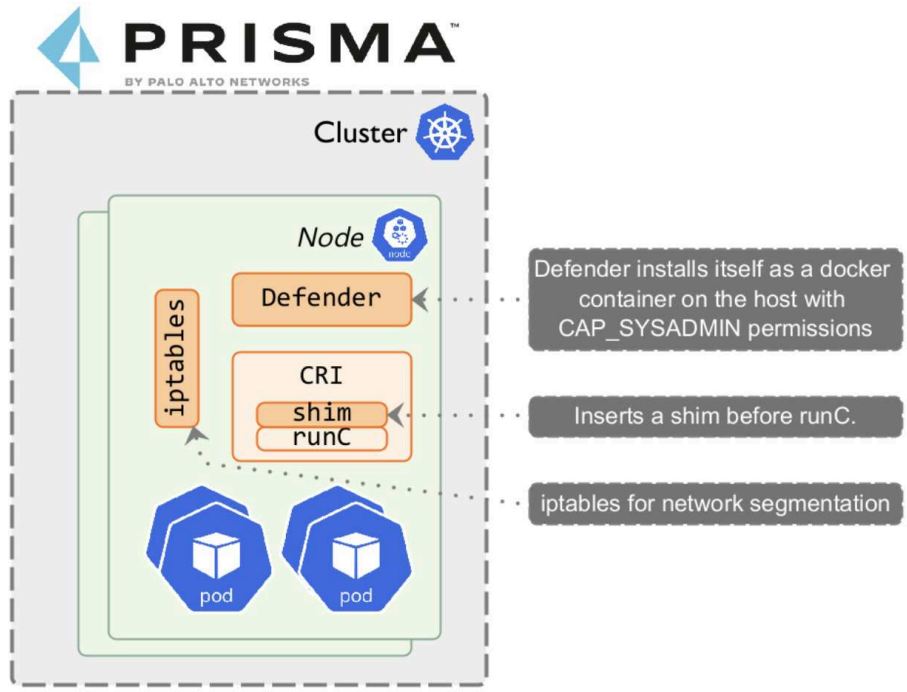 PRISMA™
BY PALO ALTO NETWORKS
Cluster
Node
node
Defender
iptables
CRI
shim
runC
pod
pod
Defender installs itself as a docker
container on the host with
CAP_SYSADMIN permissions
Inserts a shim before runC.
iptables for network segmentation